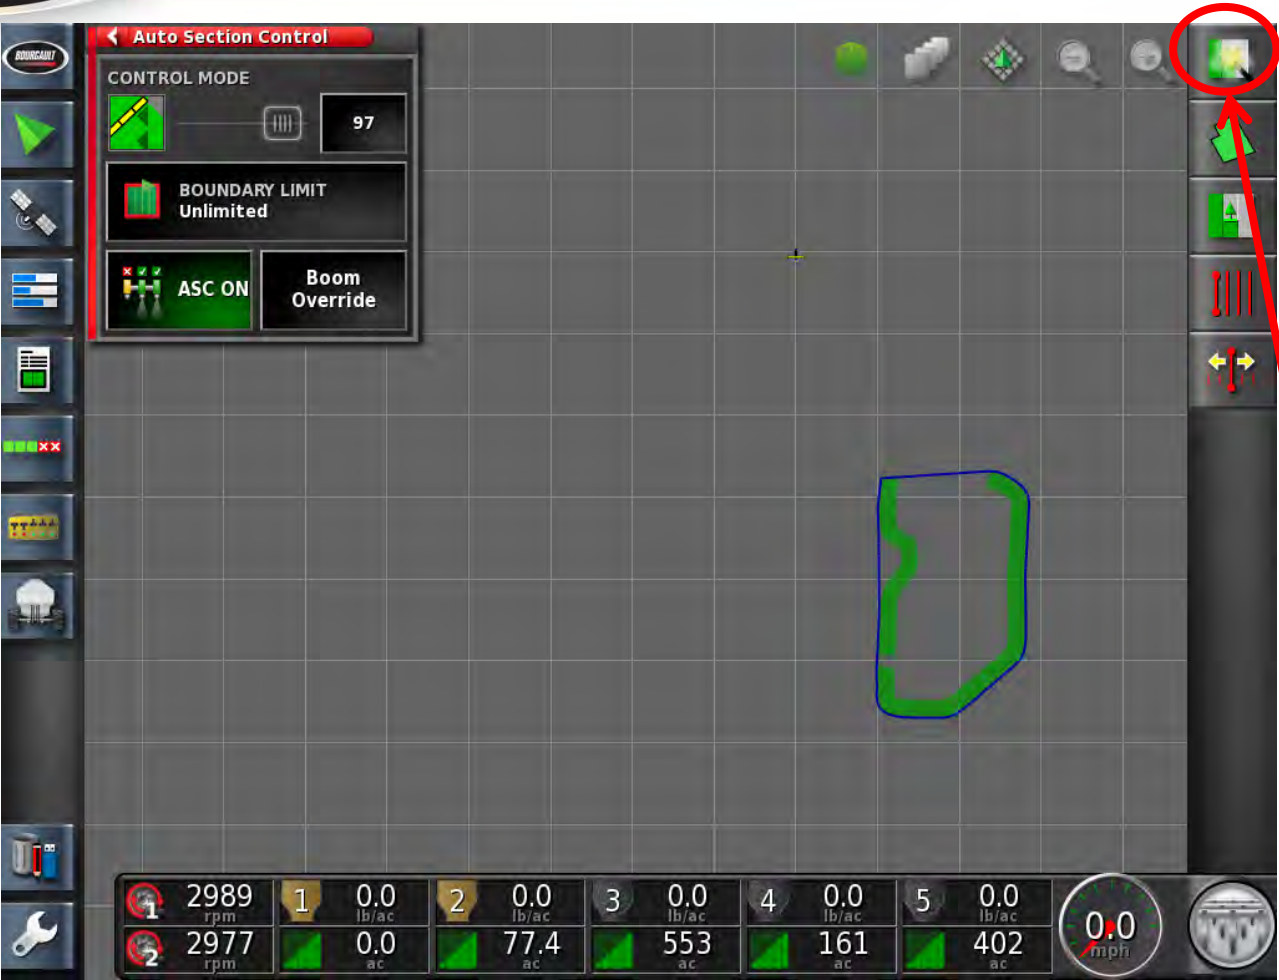 BOURGAULT
Auto Section Control
CONTROL MODE
97
BOUNDARY LIMIT
Unlimited
ASC ON
Boom
Override
1 2989 rpm
1 0.0 lb/ac
2 0.0 lb/ac
3 0.0 lb/ac
4 0.0 lb/ac
5 0.0 lb/ac
2 2977 rpm
0.0 ac
77.4 ac
553 ac
161 ac
402 ac
0.0
mph